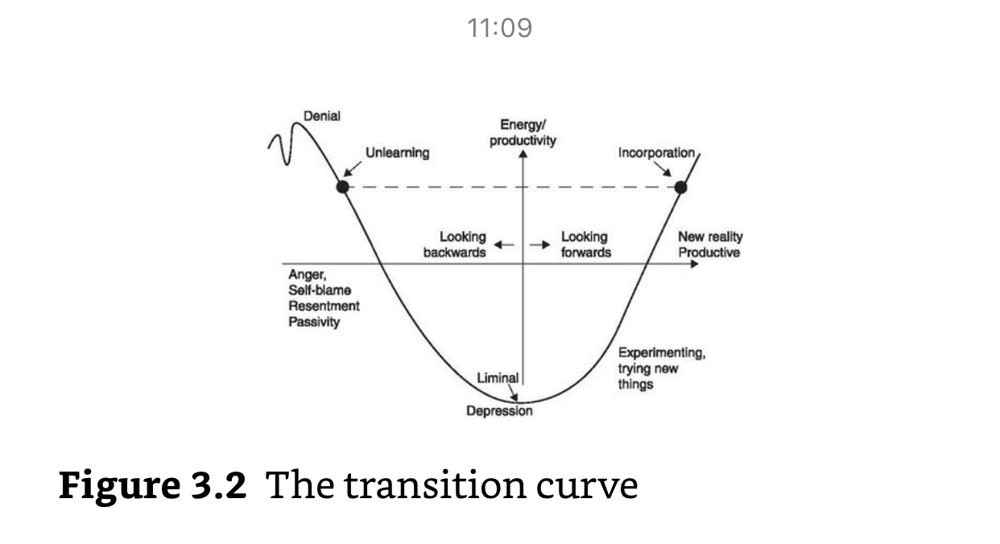 11:09
Denial
Energy/
productivity
Unlearning
Incorporation
Looking
backwards
Looking
forwards
New reality
Productive
Anger,
Self-blame
Resentment
Passivity
Experimenting,
trying new
things
Liminal
Depression
Figure 3.2 The transition curve